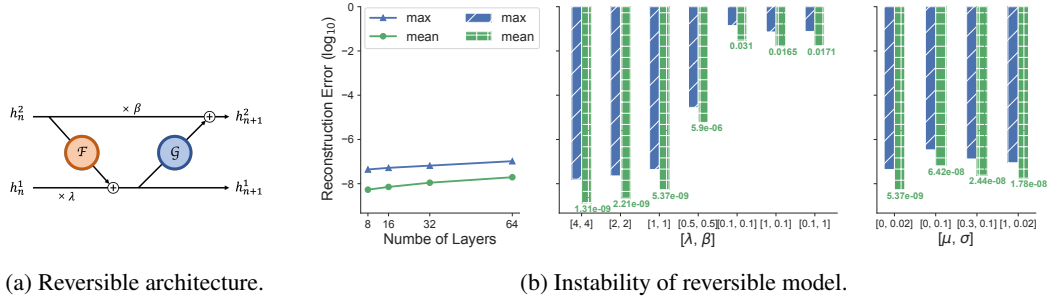 h_n^2
× β
h_{n+1}^2
F
G
h_n^1
× λ
h_{n+1}^1
(a) Reversible architecture.
Reconstruction Error (log10)
0
−2
−4
−6
−8
max
mean
8
16
32
64
Numbe of Layers
max
mean
1.31e-09
2.21e-09
5.37e-09
5.9e-06
0.031
0.0165
0.0171
[4, 4]
[2, 2]
[1, 1]
[0.5, 0.5]
[0.1, 0.1]
[1, 0.1]
[0.1, 1]
[λ, β]
5.37e-09
6.42e-08
2.44e-08
1.78e-08
[0, 0.02]
[0, 0.1]
[0.3, 0.1]
[1, 0.02]
[μ, σ]
(b) Instability of reversible model.